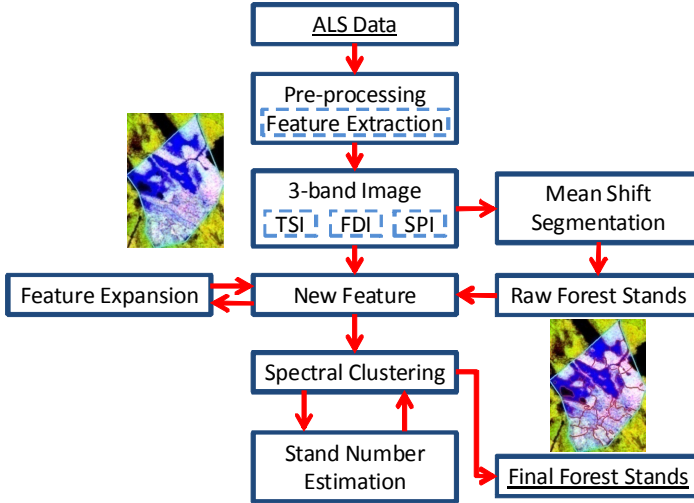 ALS Data
Pre-processing
Feature Extraction
3-band Image
TSI FDI SPI
Mean Shift
Segmentation
Feature Expansion
New Feature
Raw Forest Stands
Spectral Clustering
Stand Number
Estimation
Final Forest Stands